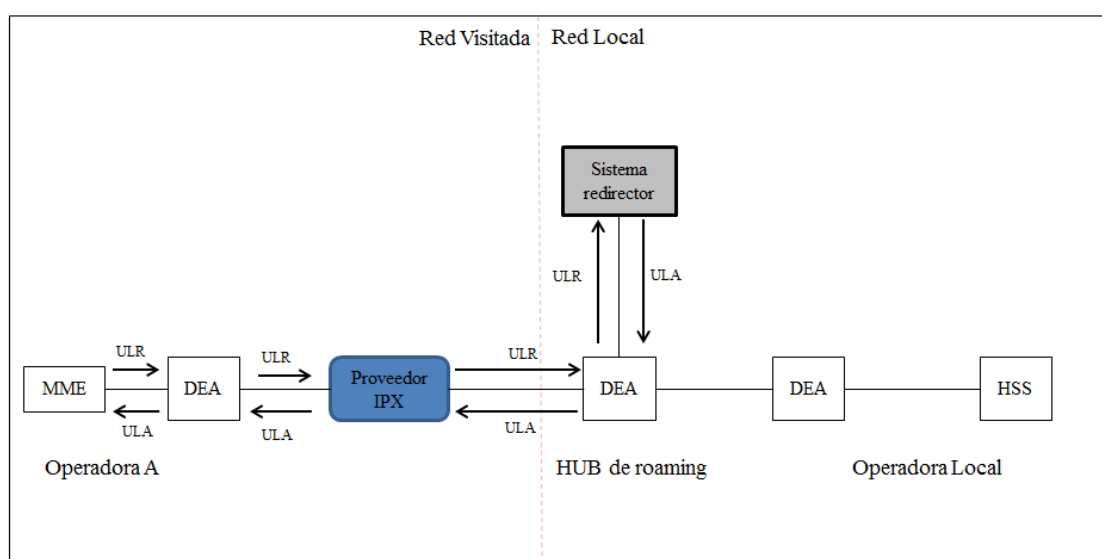 Red Visitada
Red Local
Sistema
redirector
ULR
ULA
ULR
ULR
ULR
MME
DEA
Proveedor
IPX
DEA
DEA
HSS
ULA
ULA
ULA
Operadora A
HUB de roaming
Operadora Local